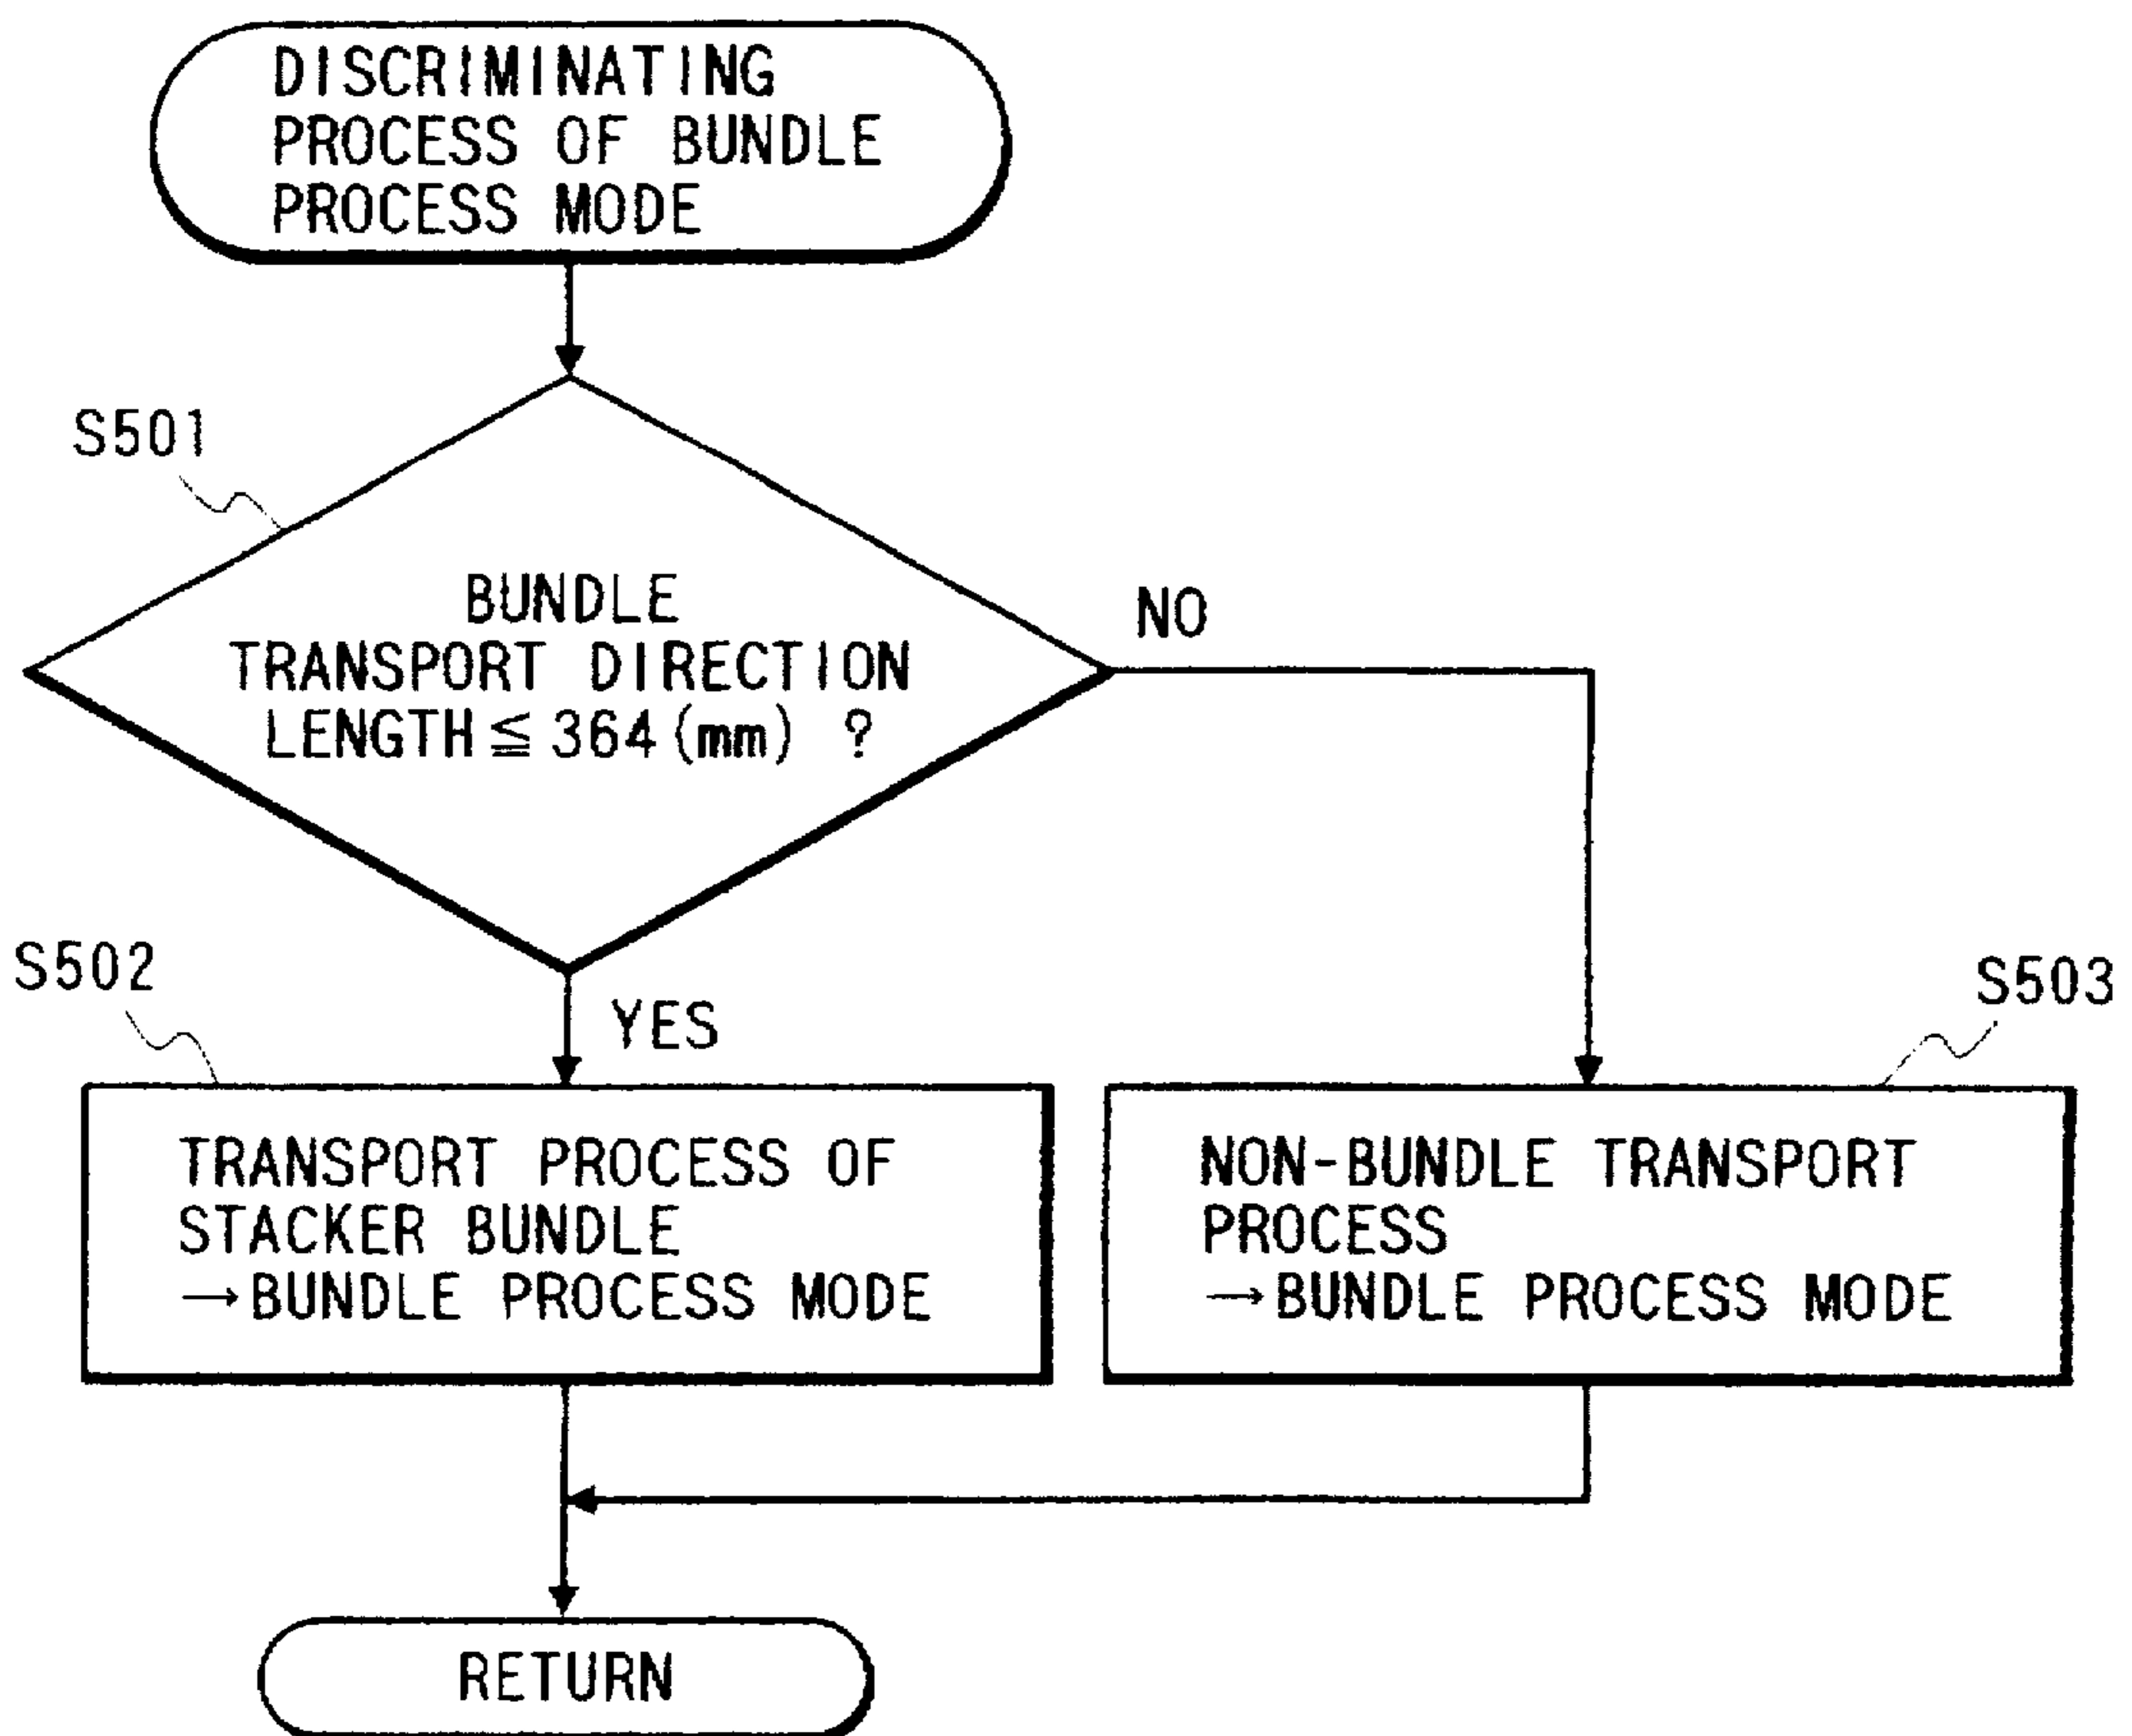 DISCRIMINATING
PROCESS OF BUNDLE
PROCESS MODE
S501
BUNDLE
TRANSPORT DIRECTION
LENGTH≦364(mm) ?
NO
YES
S502
TRANSPORT PROCESS OF
STACKER BUNDLE
→BUNDLE PROCESS MODE
S503
NON-BUNDLE TRANSPORT
PROCESS
→BUNDLE PROCESS MODE
RETURN